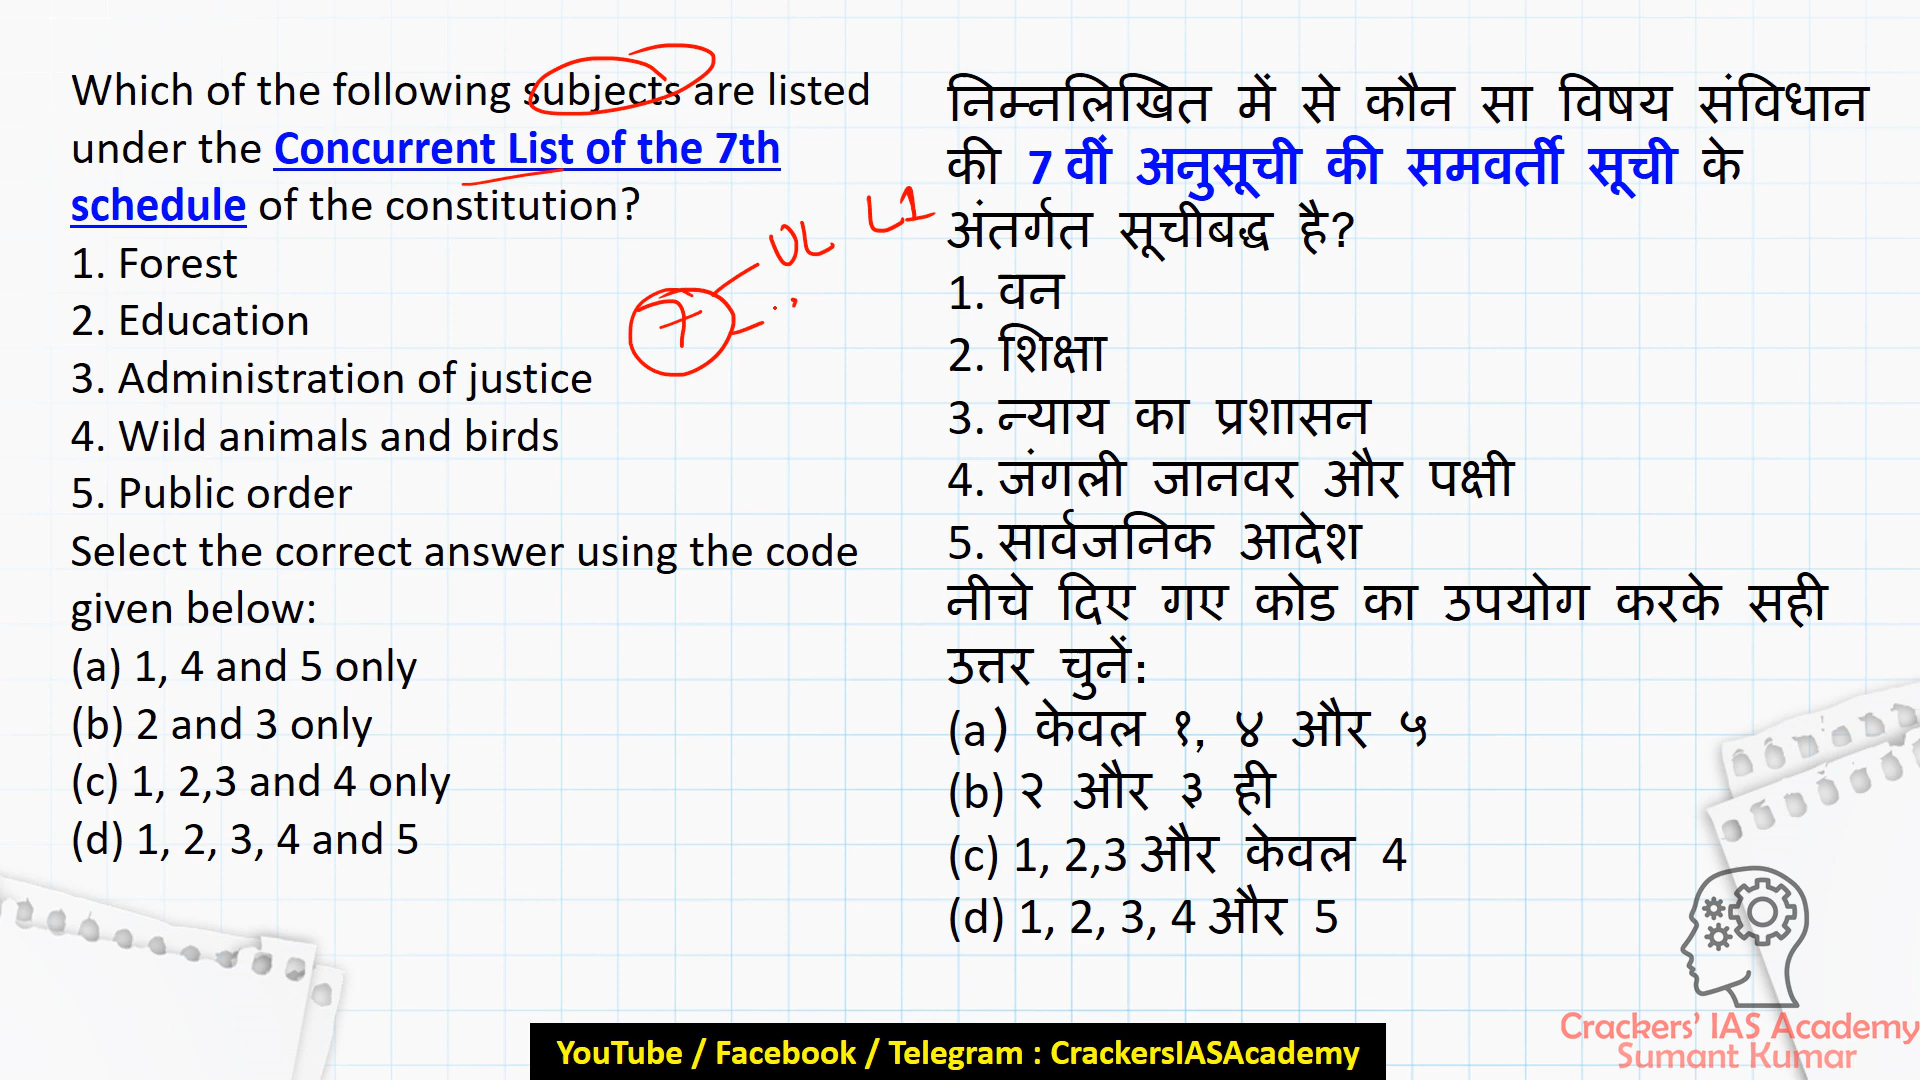 Which of the following subjects are listed
under the Concurrent List of the 7th
schedule of the constitution?
1. Forest
2. Education
3. Administration of justice
4. Wild animals and birds
5. Public order
Select the correct answer using the code
given below:
(a) 1, 4 and 5 only
(b) 2 and 3 only
(c) 1, 2,3 and 4 only
(d) 1, 2, 3, 4 and 5
7
UL L1
निम्नलिखित में से कौन सा विषय संविधान
की 7 वीं अनुसूची की समवर्ती सूची के
अंतर्गत सूचीबद्ध है?
1. वन
2. शिक्षा
3. न्याय का प्रशासन
4. जंगली जानवर और पक्षी
5. सार्वजनिक आदेश
नीचे दिए गए कोड का उपयोग करके सही
उत्तर चुनें:
(a) केवल १, ४ और ५
(b) २ और ३ ही
(c) 1, 2,3 और केवल 4
(d) 1, 2, 3, 4 और 5
Crackers' IAS Academy
Sumant Kumar
YouTube / Facebook / Telegram : CrackersIASAcademy